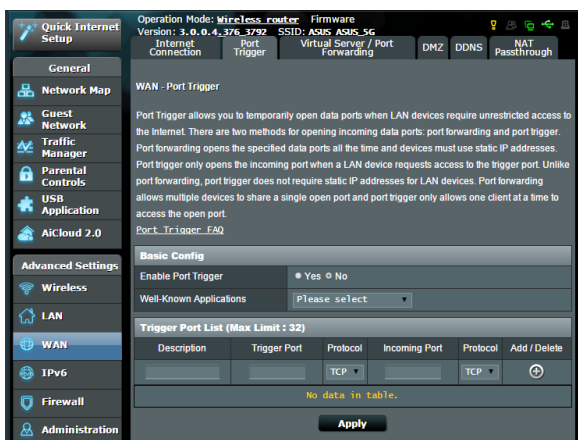 Quick Internet
Setup
General
Network Map
Guest
Network
Traffic
Manager
Parental
Controls
USB
Application
AiCloud 2.0
Advanced Settings
Wireless
LAN
WAN
IPv6
Firewall
Administration
Operation Mode: Wireless router Firmware
Version: 3.0.0.4.376_3792 SSID: ASUS ASUS_5G
Internet
Connection
Port
Trigger
Virtual Server / Port
Forwarding
DMZ
DDNS
NAT
Passthrough
WAN - Port Trigger
Port Trigger allows you to temporarily open data ports when LAN devices require unrestricted access to
the Internet. There are two methods for opening incoming data ports: port forwarding and port trigger.
Port forwarding opens the specified data ports all the time and devices must use static IP addresses.
Port trigger only opens the incoming port when a LAN device requests access to the trigger port. Unlike
port forwarding, port trigger does not require static IP addresses for LAN devices. Port forwarding
allows multiple devices to share a single open port and port trigger only allows one client at a time to
access the open port.
Port Trigger FAQ
Basic Config
Enable Port Trigger
Yes No
Well-Known Applications
Please select
Trigger Port List (Max Limit : 32)
Description Trigger Port Protocol Incoming Port Protocol Add / Delete
TCP TCP
No data in table.
Apply